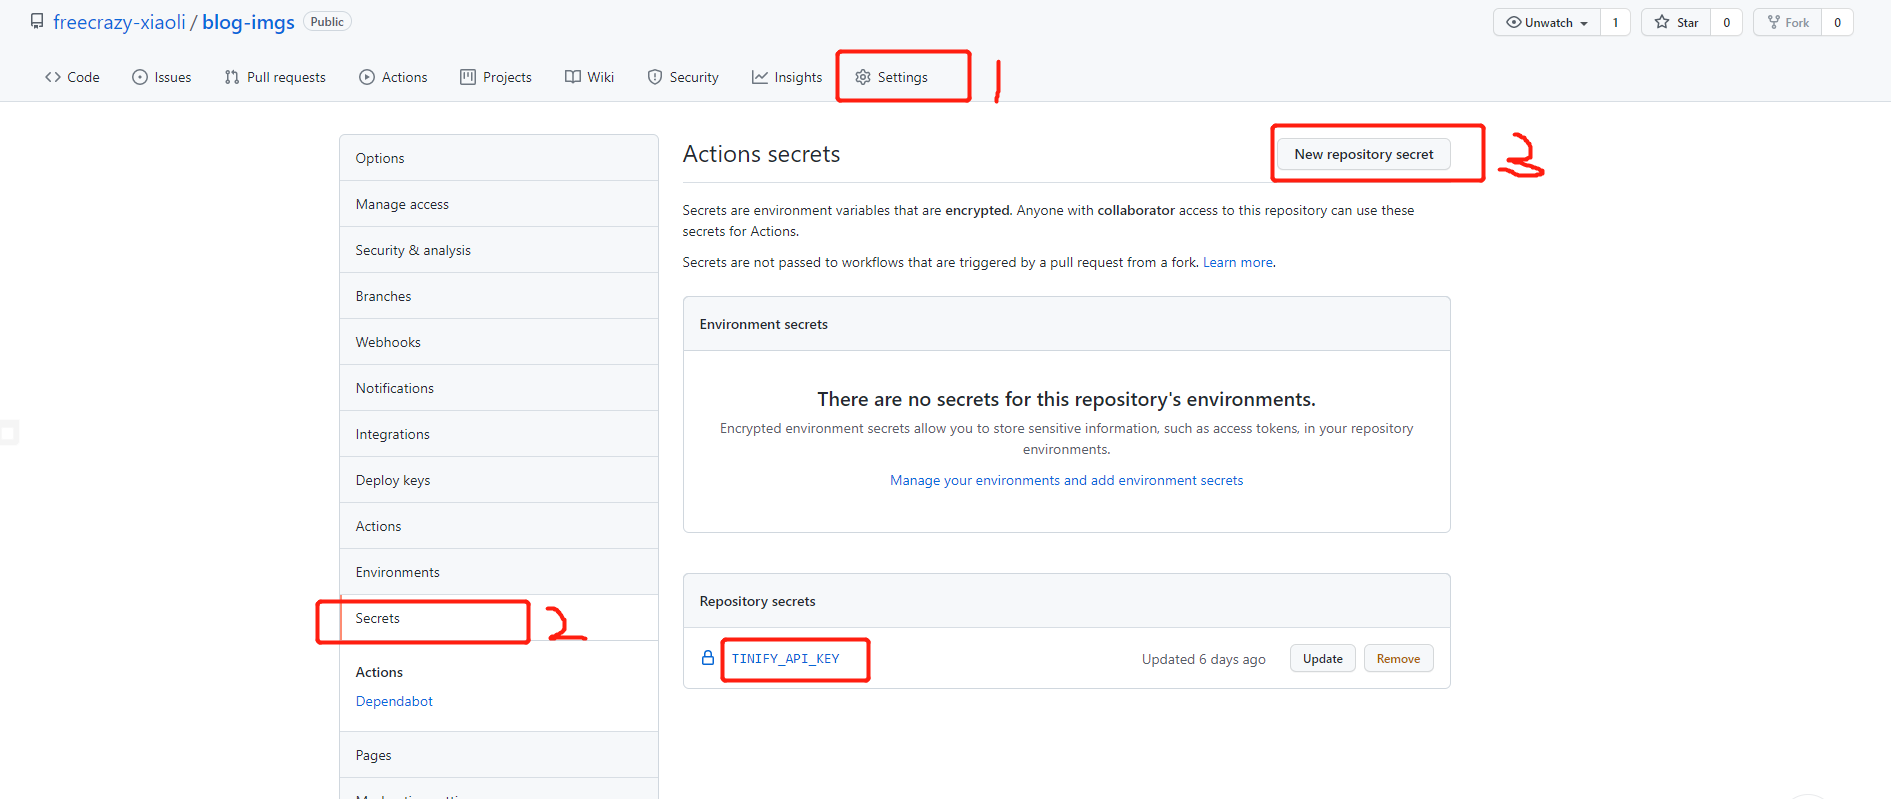 freecrazy-xiaoli / blog-imgs Public
Unwatch 1 Star 0 Fork 0
Code Issues Pull requests Actions Projects Wiki Security Insights Settings 1
Options
Manage access
Security & analysis
Branches
Webhooks
Notifications
Integrations
Deploy keys
Actions
Environments
Secrets 2
Actions
Dependabot
Pages
Actions secrets
New repository secret 3
Secrets are environment variables that are encrypted. Anyone with collaborator access to this repository can use these
secrets for Actions.
Secrets are not passed to workflows that are triggered by a pull request from a fork. Learn more.
Environment secrets
There are no secrets for this repository's environments.
Encrypted environment secrets allow you to store sensitive information, such as access tokens, in your repository
environments.
Manage your environments and add environment secrets
Repository secrets
TINIFY_API_KEY Updated 6 days ago Update Remove